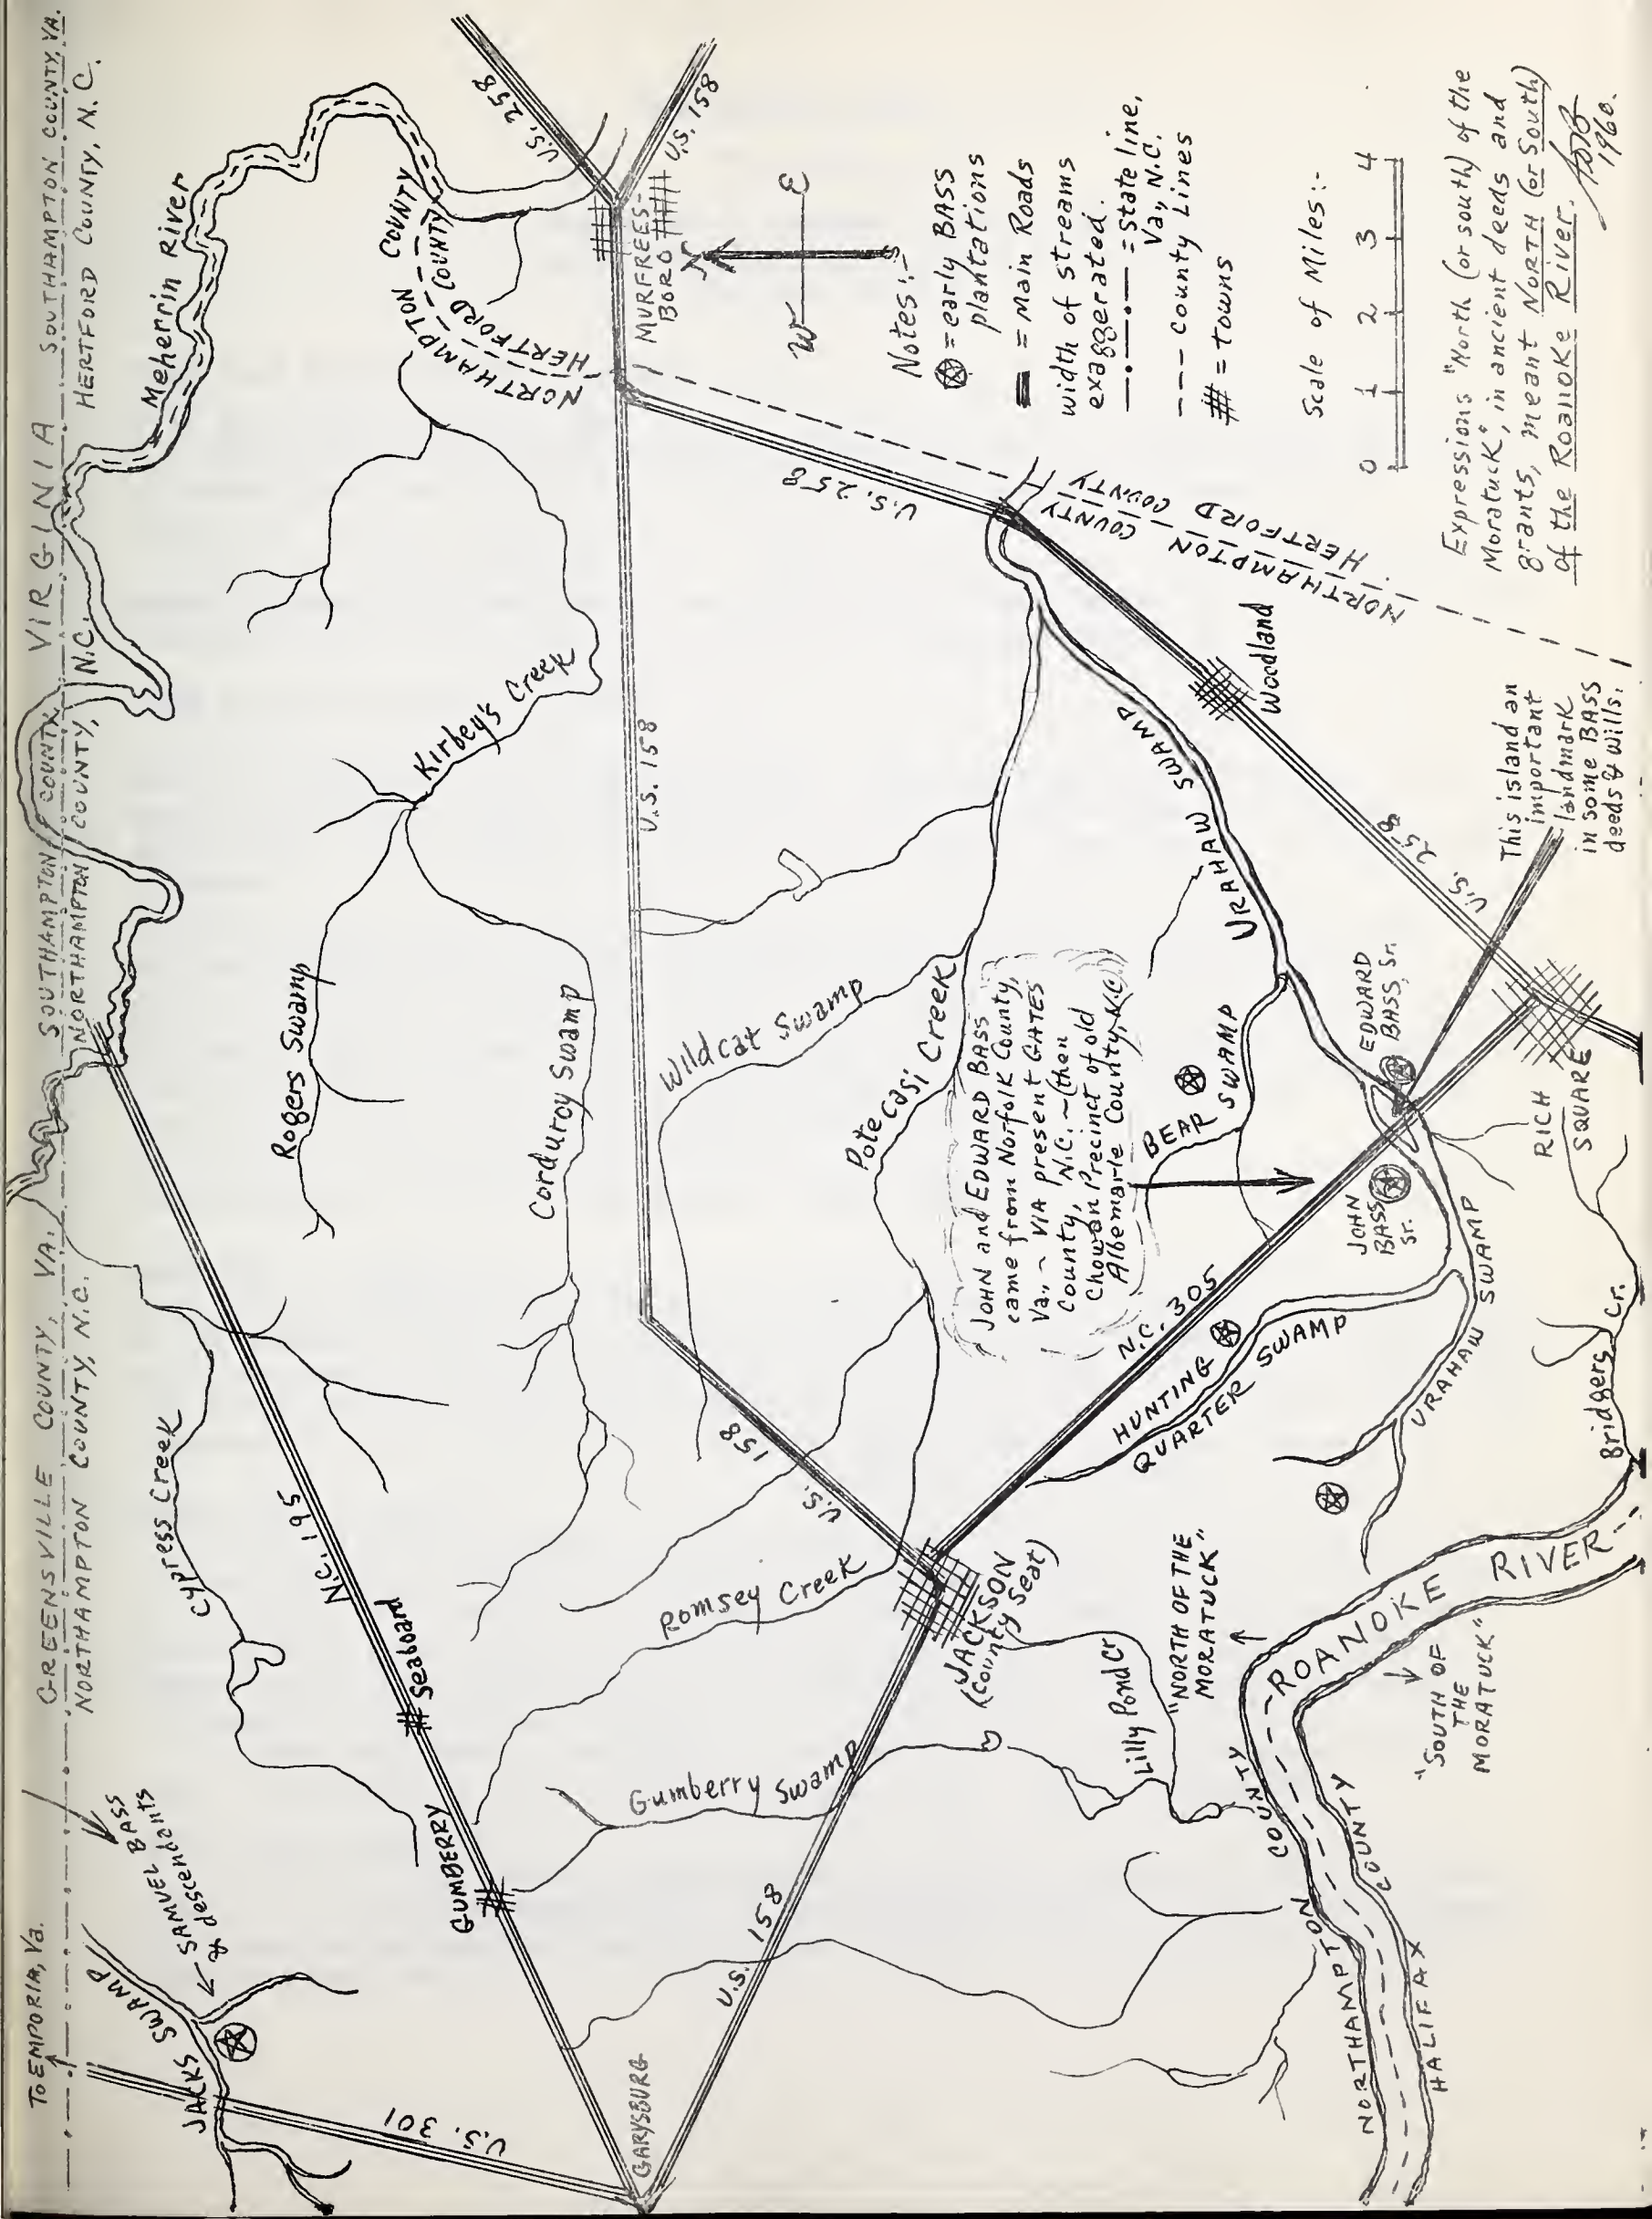 To EMPORIA, Va.
GREENSVILLE COUNTY, VA.
NORTHAMPTON COUNTY, N.C.
SOUTHAMPTON COUNTY
NORTHAMPTON COUNTY, N.C.
VIRGINIA
SOUTHAMPTON COUNTY, VA.
HERTFORD COUNTY, N.C.
JACKS SWAMP
SAMUEL BASS
& descendants
U.S. 301
Cypress Creek
N.C. 195
Seaboard
GUMBERRY
GARYSBURG
Rogers Swamp
Corduroy Swamp
Kirbey's Creek
Meherrin River
NORTHAMPTON COUNTY
HERTFORD COUNTY
U.S. 258
U.S. 158
MURFREES-
BORO
U.S. 158
U.S. 158
U.S. 158
Gumberry Swamp
Romsey Creek
Wildcat Swamp
Potecasi Creek
JACKSON
(County Seat)
Lilly Pond Cr
JOHN and EDWARD BASS
came from Norfolk County,
Va., ~ VIA present GATES
County, N.C. ~ (then
Chowan Precinct of old
Albemarle County, N.C.)
BEAR SWAMP
N.C. 305
HUNTING
QUARTER SWAMP
JOHN
BASS
Sr.
EDWARD
BASS, Sr.
URAHAW SWAMP
URAHAW SWAMP
U.S. 258
NORTHAMPTON COUNTY
HERTFORD COUNTY
Woodland
U.S. 258
RICH
SQUARE
Bridgers Cr.
This island an
important
landmark
in some BASS
deeds & wills.
"NORTH OF THE
MORATUCK"
ROANOKE RIVER
"SOUTH OF
THE
MORATUCK"
NORTHAMPTON COUNTY
HALIFAX COUNTY
N
W E
Notes:-
= early BASS
plantations
= Main Roads
width of streams
exaggerated.
= State line,
Va., N.C.
--- county Lines
# = towns
Scale of Miles:-
0 1 2 3 4
Expressions "North (or south) of the
Moratuck", in ancient deeds and
grants, meant NORTH (or South)
of the Roanoke River.
1960.